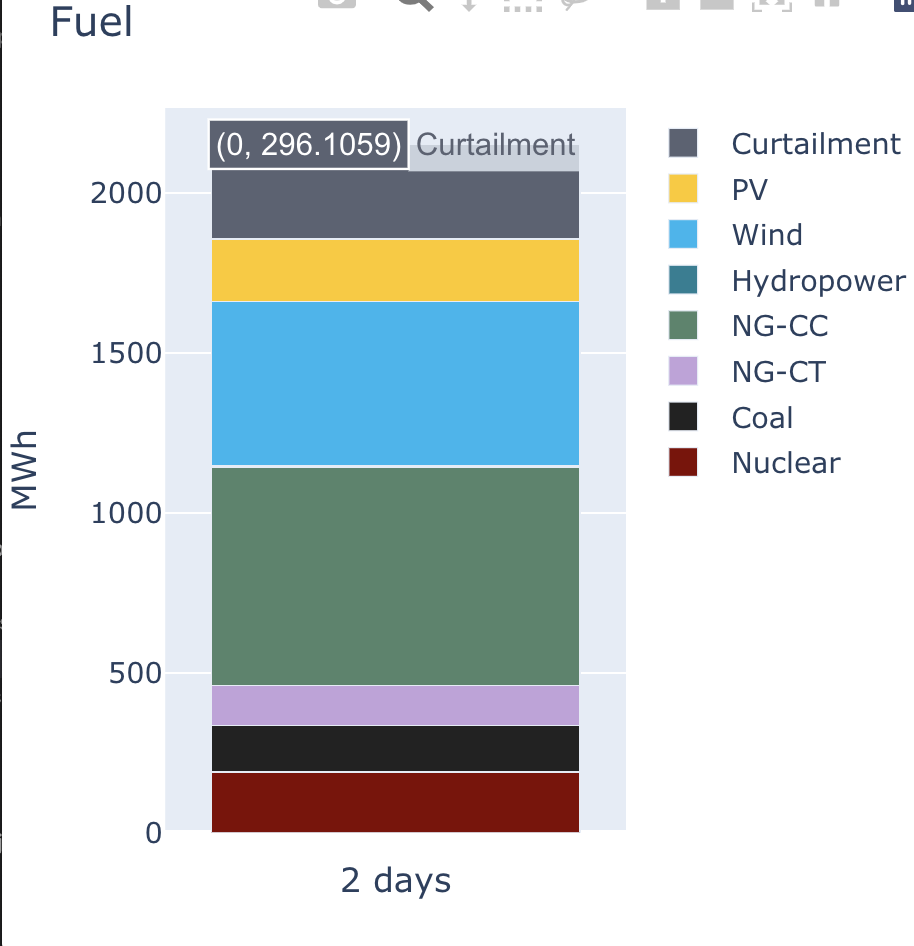 Fuel
(0, 296.1059) Curtailment
2000
1500
1000
500
0
MWh
2 days
Curtailment
PV
Wind
Hydropower
NG-CC
NG-CT
Coal
Nuclear